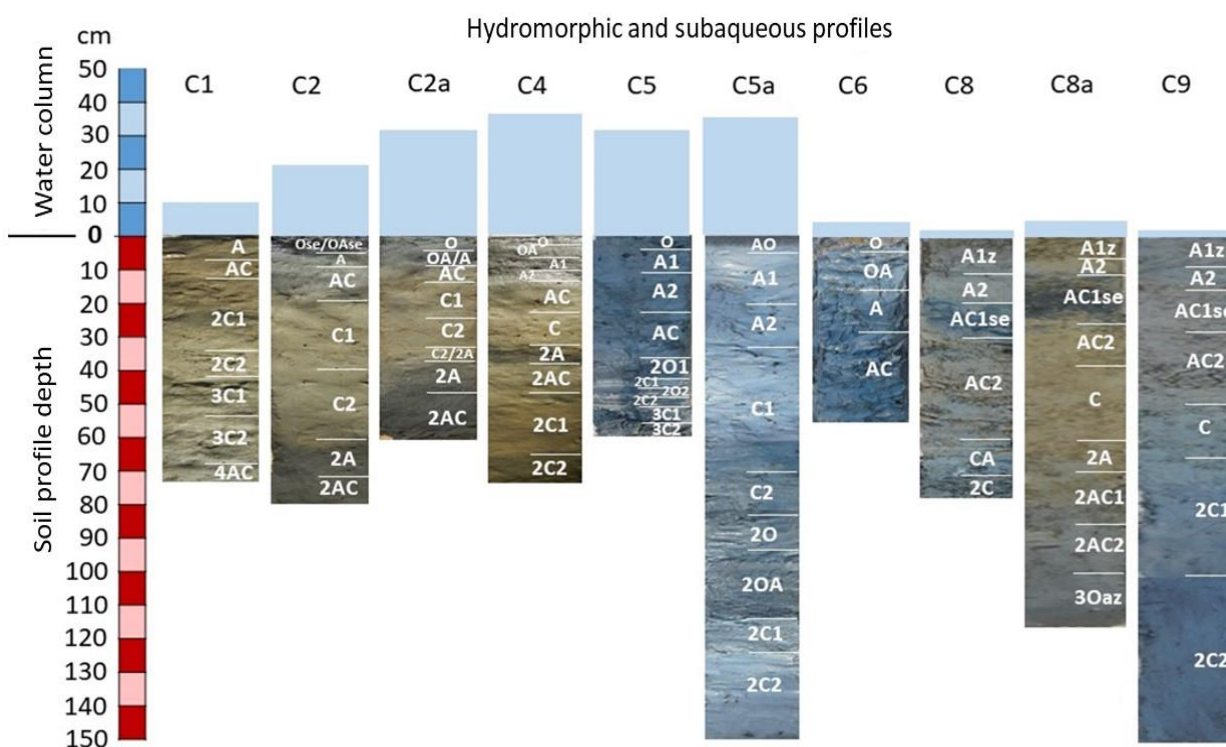 Hydromorphic and subaqueous profiles
cm
Water column
50
40
30
20
10
0
Soil profile depth
10
20
30
40
50
60
70
80
90
100
110
120
130
140
150
C1
A
AC
2C1
2C2
3C1
3C2
4AC
C2
Ose/OAse
A
AC
C1
C2
2A
2AC
C2a
O
OA/A
AC
C1
C2
C2/2A
2A
2AC
C4
O
OA
A1
A2
AC
C
2A
2AC
2C1
2C2
C5
O
A1
A2
AC
2O1
2C1
2O2
2C2
3C1
3C2
C5a
AO
A1
A2
C1
C2
2O
2OA
2C1
2C2
C6
O
OA
A
AC
C8
A1z
A2
AC1se
AC2
CA
2C
C8a
A1z
A2
AC1se
AC2
C
2A
2AC1
2AC2
3Oaz
C9
A1z
A2
AC1se
AC2
C
2C1
2C2